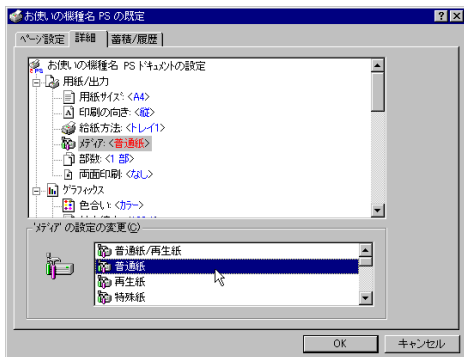 お使いの機種名 PS の既定
ページ設定 詳細 蓄積/履歴
お使いの機種名 PS ドキュメントの設定
用紙/出力
用紙サイズ: <A4>
印刷の向き: <縦>
給紙方法: <トレイ1>
メディア: <普通紙>
部数: <1 部>
両面印刷: <なし>
グラフィックス
色合い: <カラー>
'メディア' の設定の変更(C)
普通紙/再生紙
普通紙
再生紙
特殊紙
OK キャンセル